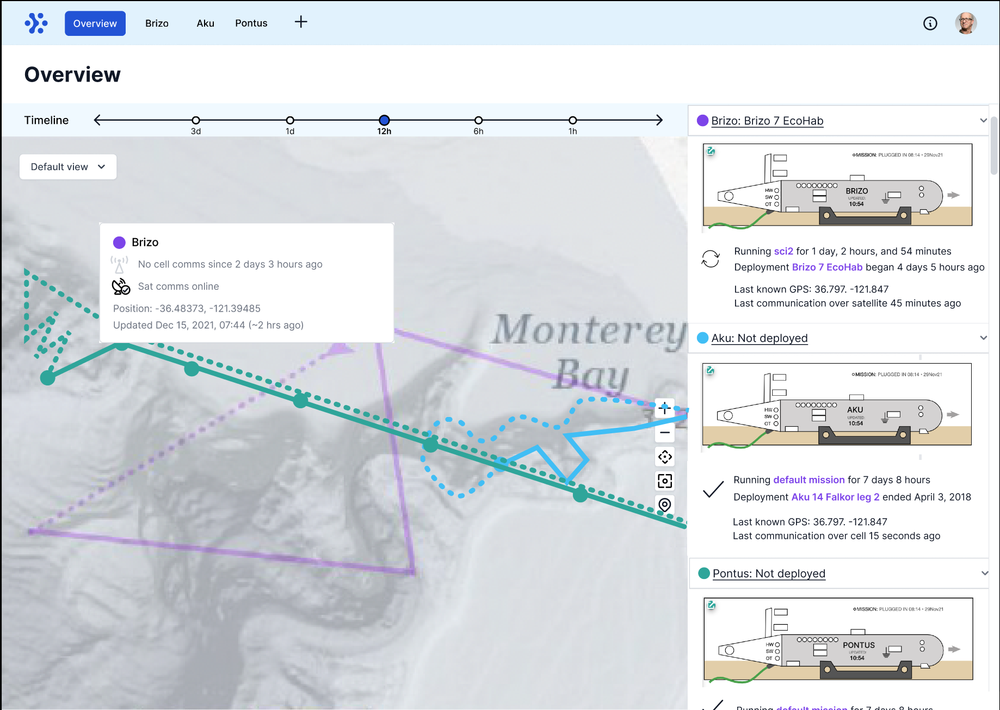 Overview
Brizo
Aku
Pontus
Overview
Timeline
3d
1d
12h
6h
1h
Default view
Brizo
No cell comms since 2 days 3 hours ago
Sat comms online
Position: -36.48373, -121.39485
Updated Dec 15, 2021, 07:44 (~2 hrs ago)
Monterey
Bay
Brizo: Brizo 7 EcoHab
MISSION: PLUGGED IN 08:14 • 29Nov21
HW
SW
OT
BRIZO
UPDATED:
10:54
Running sci2 for 1 day, 2 hours, and 54 minutes
Deployment Brizo 7 EcoHab began 4 days 5 hours ago
Last known GPS: 36.797. -121.847
Last communication over satellite 45 minutes ago
Aku: Not deployed
MISSION: PLUGGED IN 08:14 • 29Nov21
HW
SW
OT
AKU
UPDATED:
10:54
Running default mission for 7 days 8 hours
Deployment Aku 14 Falkor leg 2 ended April 3, 2018
Last known GPS: 36.797. -121.847
Last communication over cell 15 seconds ago
Pontus: Not deployed
MISSION: PLUGGED IN 08:14 • 29Nov21
HW
SW
OT
PONTUS
UPDATED:
10:54
Running default mission for 7 days 8 hours